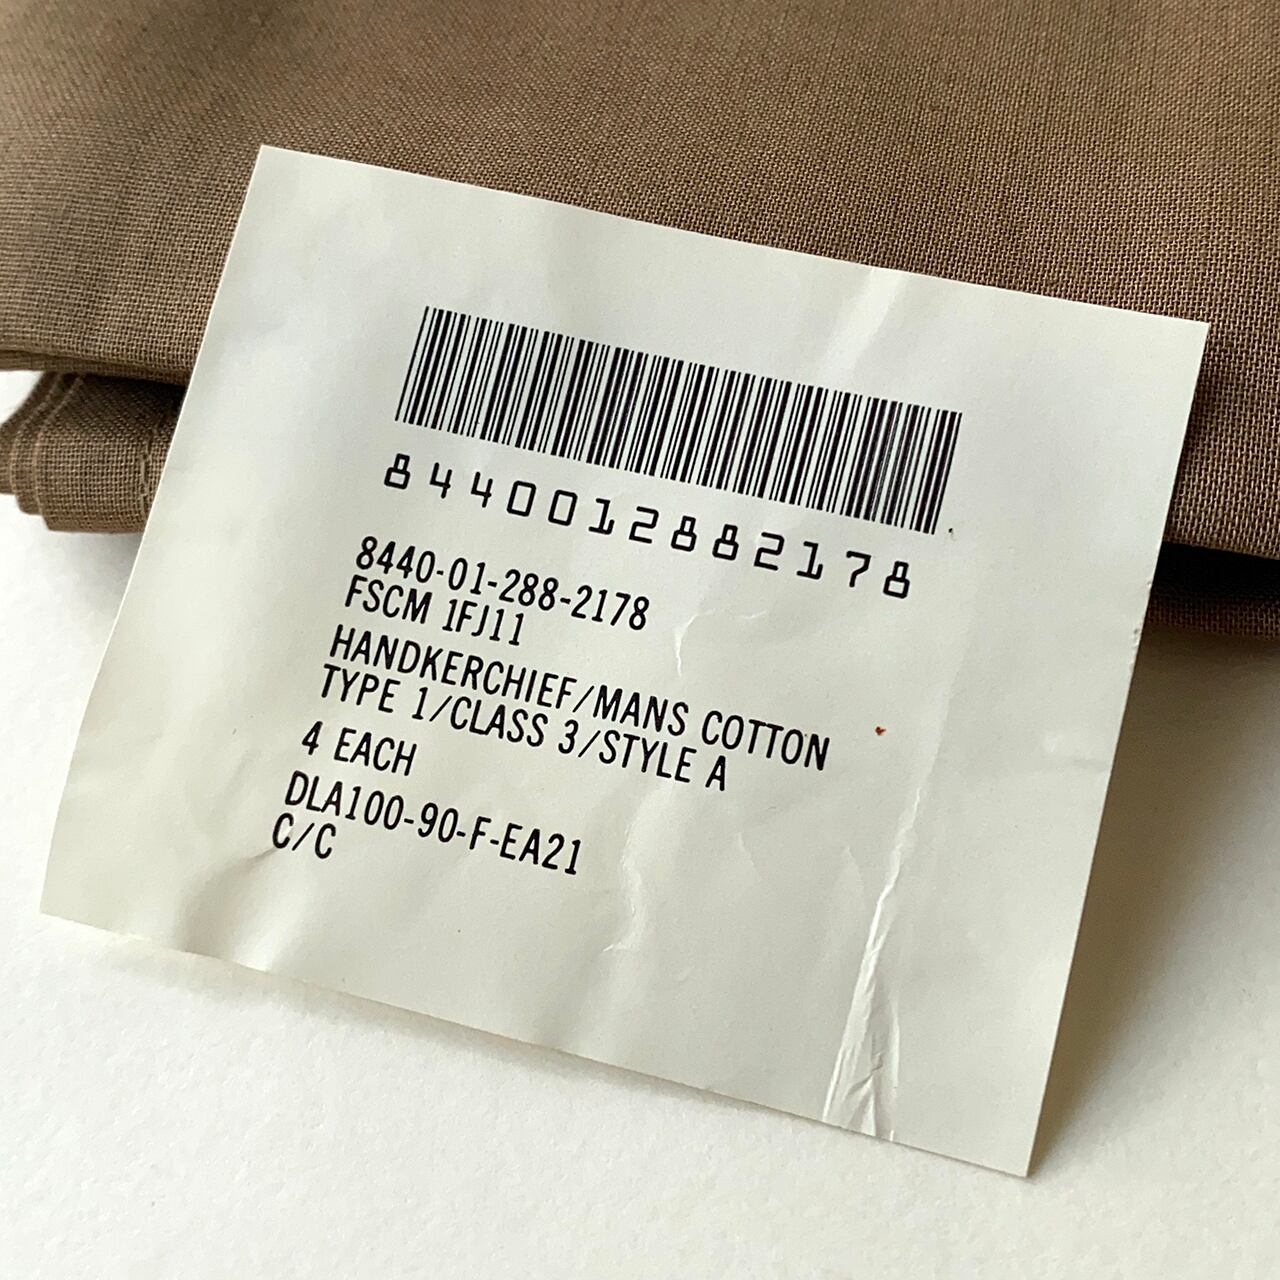 8440012882178
8440-01-288-2178
FSCM 1FJ11
HANDKERCHIEF/MANS COTTON
TYPE 1/CLASS 3/STYLE A
4 EACH
DLA100-90-F-EA21
C/C